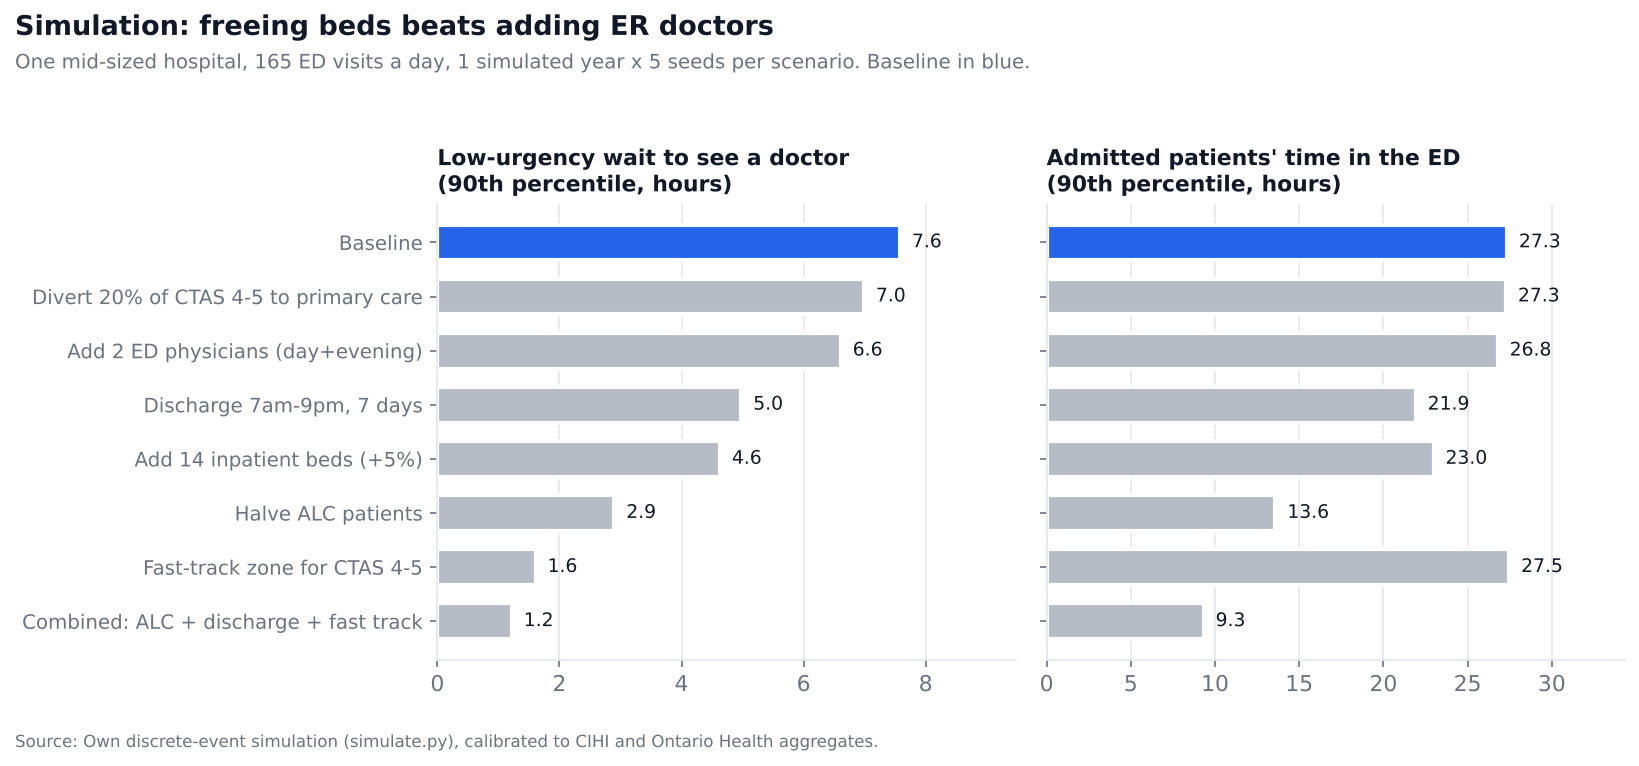 Simulation: freeing beds beats adding ER doctors
One mid-sized hospital, 165 ED visits a day, 1 simulated year x 5 seeds per scenario. Baseline in blue.
Low-urgency wait to see a doctor
(90th percentile, hours)
Admitted patients' time in the ED
(90th percentile, hours)
Baseline 7.6 27.3
Divert 20% of CTAS 4-5 to primary care 7.0 27.3
Add 2 ED physicians (day+evening) 6.6 26.8
Discharge 7am-9pm, 7 days 5.0 21.9
Add 14 inpatient beds (+5%) 4.6 23.0
Halve ALC patients 2.9 13.6
Fast-track zone for CTAS 4-5 1.6 27.5
Combined: ALC + discharge + fast track 1.2 9.3
0 2 4 6 8
0 5 10 15 20 25 30
Source: Own discrete-event simulation (simulate.py), calibrated to CIHI and Ontario Health aggregates.